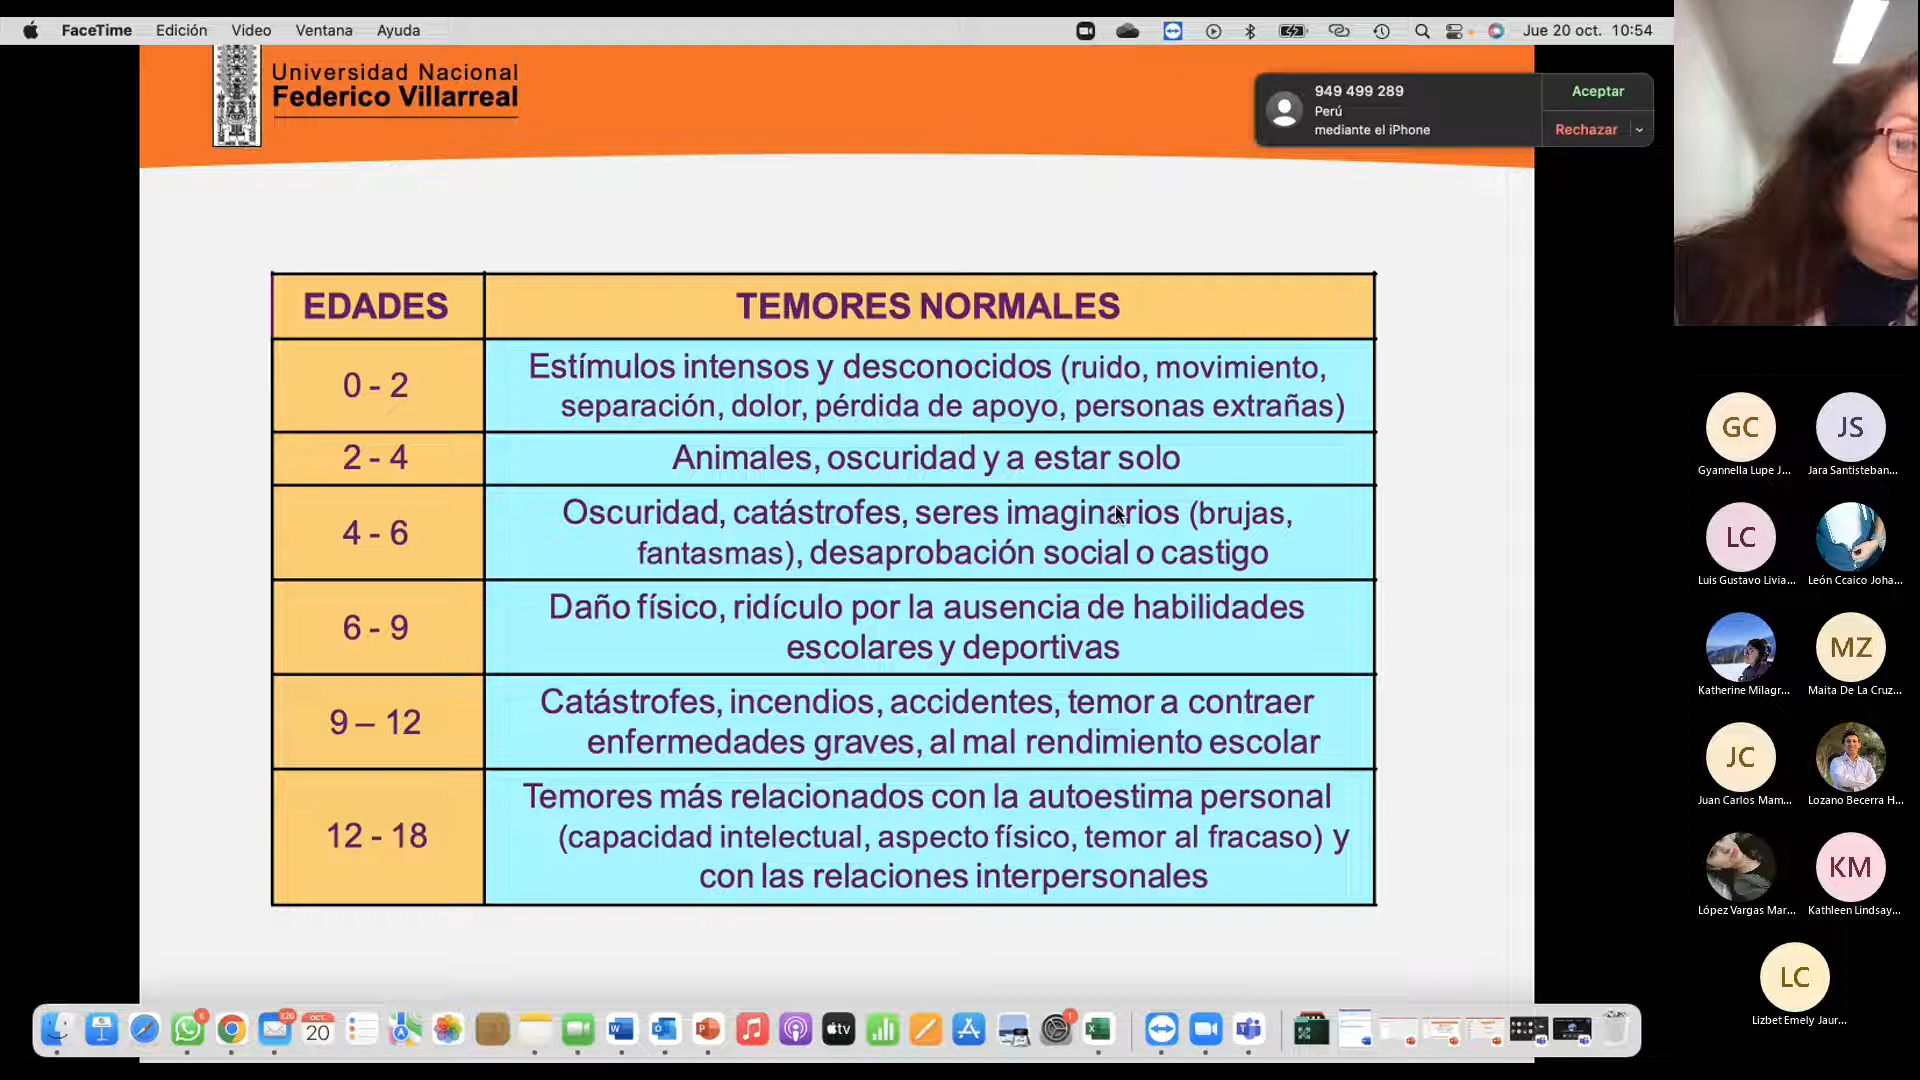 FaceTime Edición Video Ventana Ayuda
Jue 20 oct. 10:54
Universidad Nacional
Federico Villarreal
949 499 289
Perú
mediante el iPhone
Aceptar
Rechazar
EDADES TEMORES NORMALES
0 - 2
Estímulos intensos y desconocidos (ruido, movimiento,
separación, dolor, pérdida de apoyo, personas extrañas)
2 - 4
Animales, oscuridad y a estar solo
4 - 6
Oscuridad, catástrofes, seres imaginarios (brujas,
fantasmas), desaprobación social o castigo
6 - 9
Daño físico, ridículo por la ausencia de habilidades
escolares y deportivas
9 – 12
Catástrofes, incendios, accidentes, temor a contraer
enfermedades graves, al mal rendimiento escolar
12 - 18
Temores más relacionados con la autoestima personal
(capacidad intelectual, aspecto físico, temor al fracaso) y
con las relaciones interpersonales
GC JS
Gyannella Lupe J... Jara Santisteban...
LC
Luis Gustavo Livia... León Ccaico Joha...
MZ
Katherine Milagr... Maita De La Cruz...
JC
Juan Carlos Mam... Lozano Becerra H...
KM
López Vargas Mar... Kathleen Lindsay...
LC
Lizbet Emely Jaur...
326
OCT.
20
tv